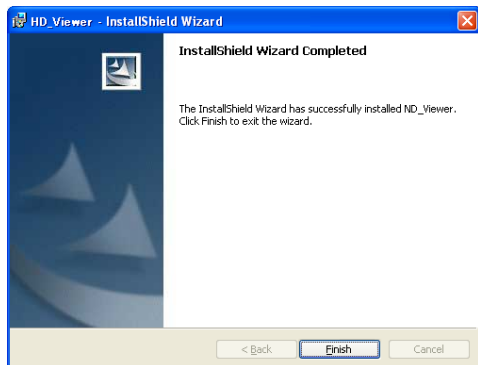 HD_Viewer - InstallShield Wizard
InstallShield Wizard Completed
The InstallShield Wizard has successfully installed ND_Viewer.
Click Finish to exit the wizard.
< Back
Finish
Cancel